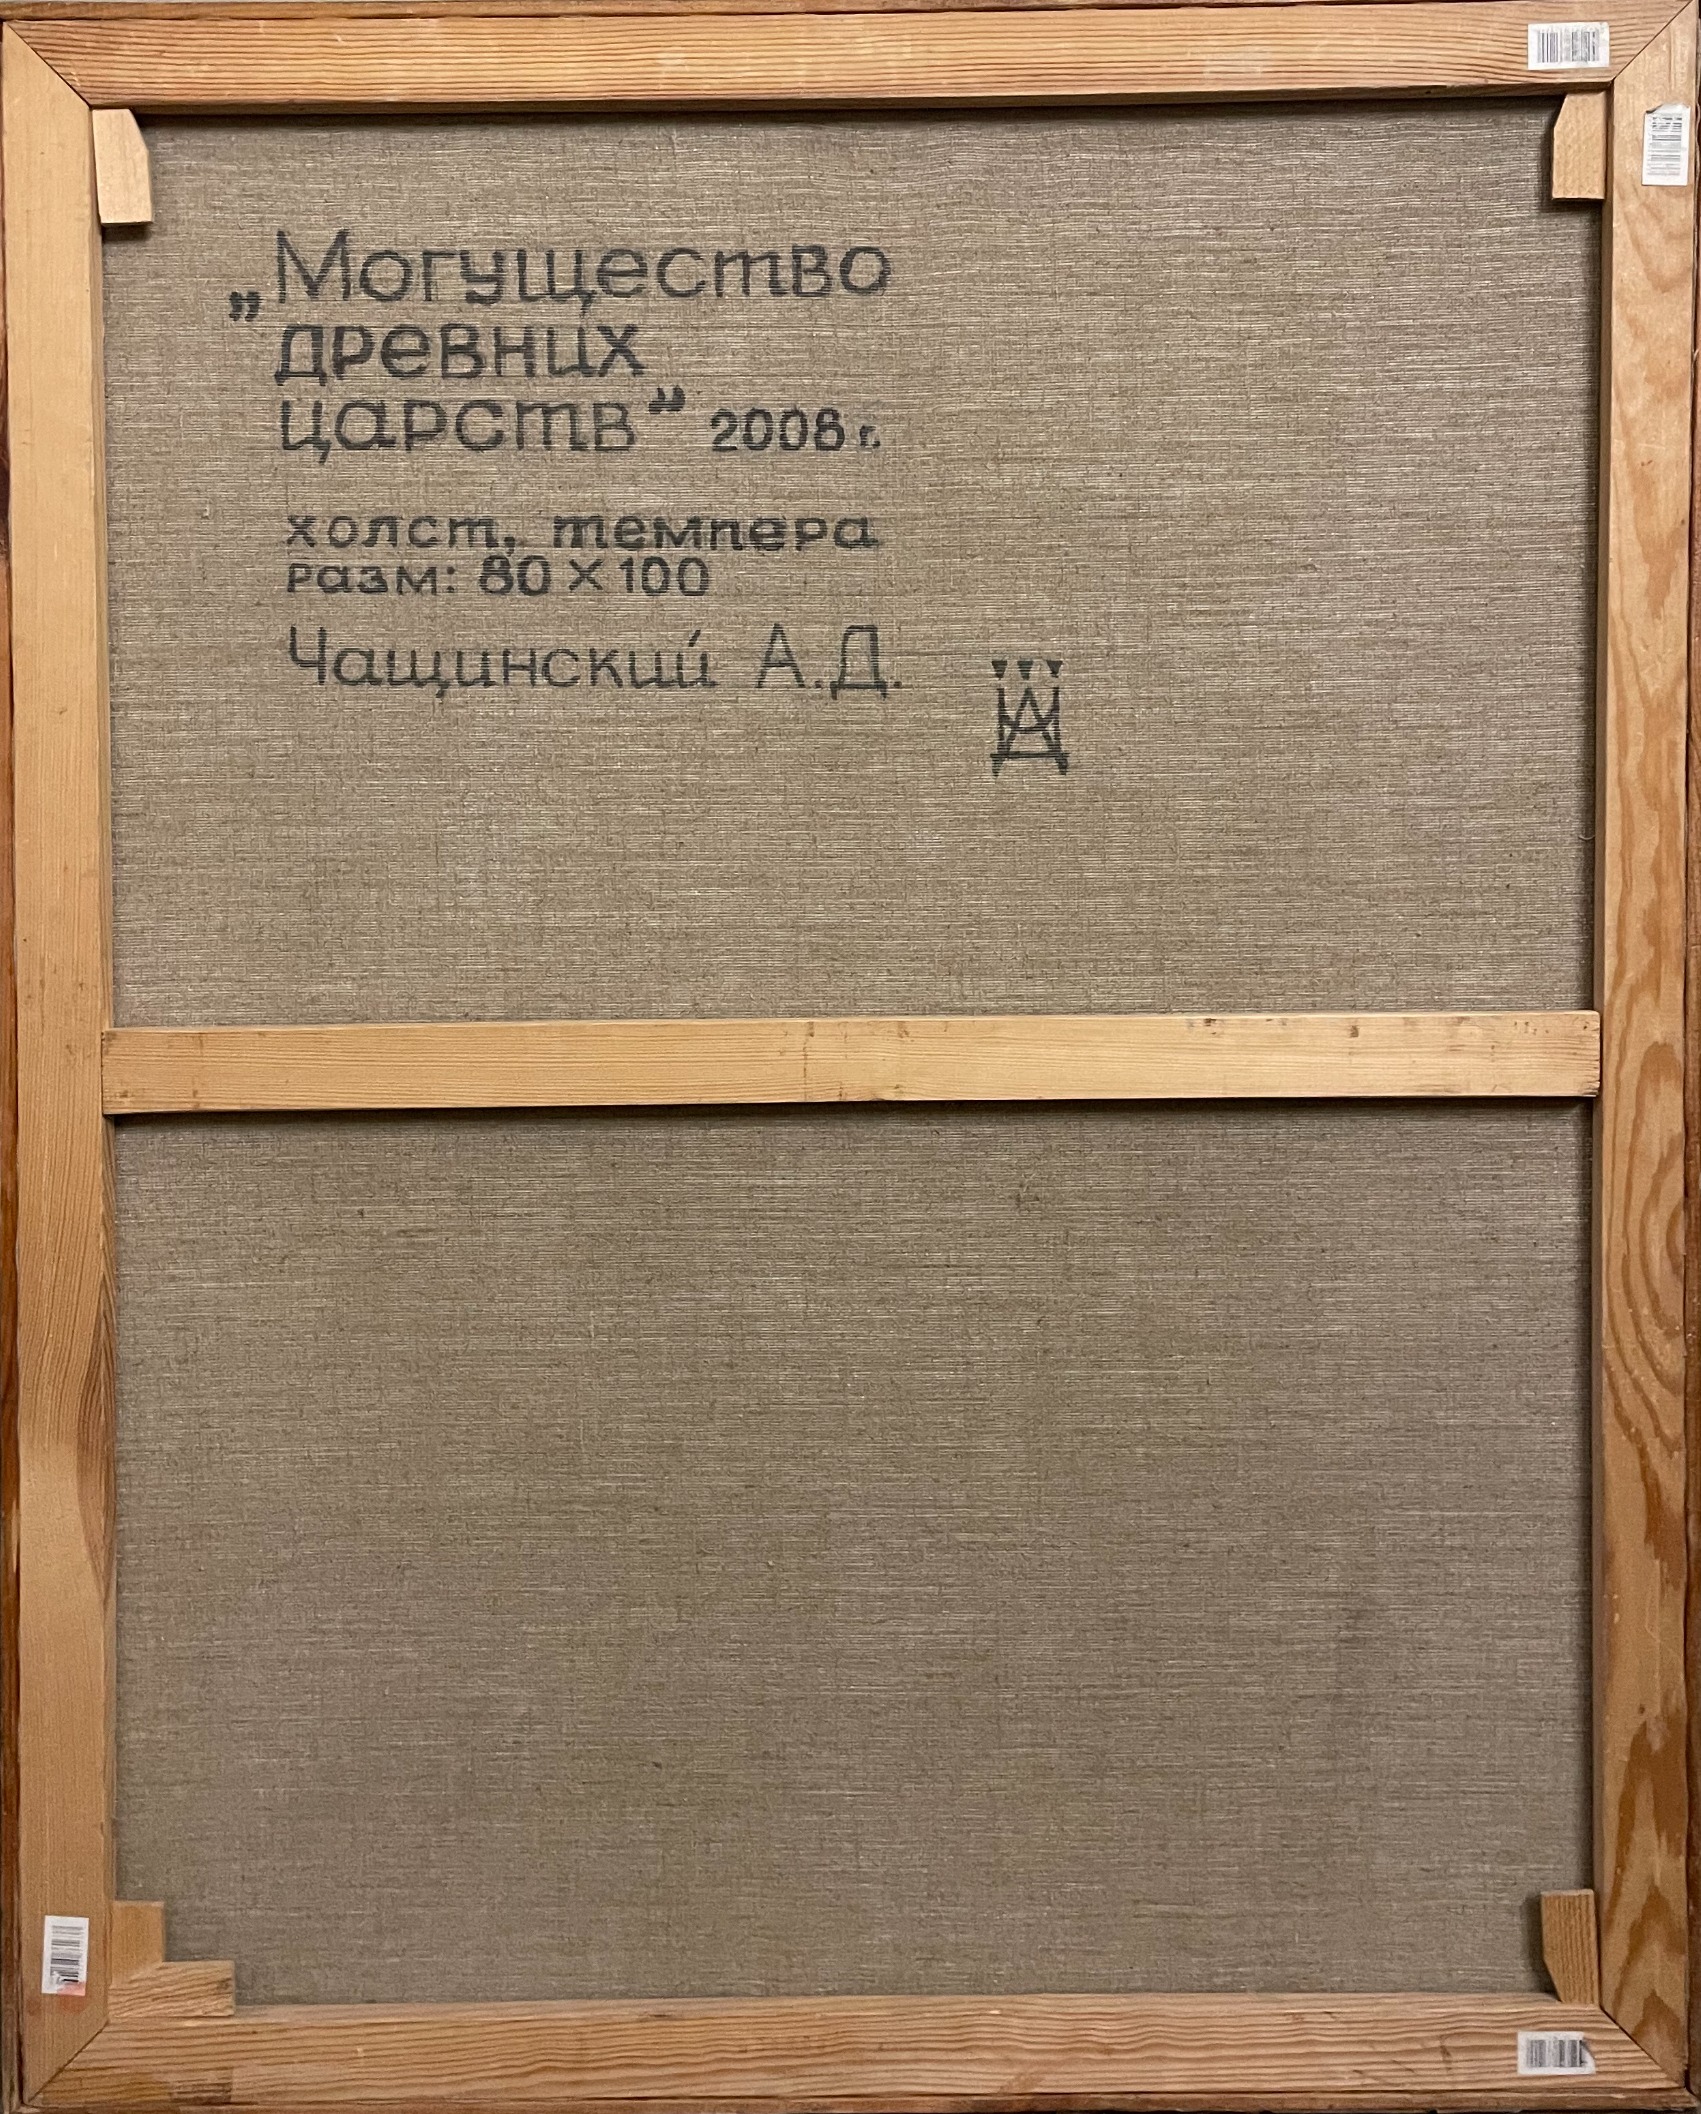 „Могущество
древних
царств” 2008 г.
холст, темпера
разм: 80 × 100
Чащинский А.Д.